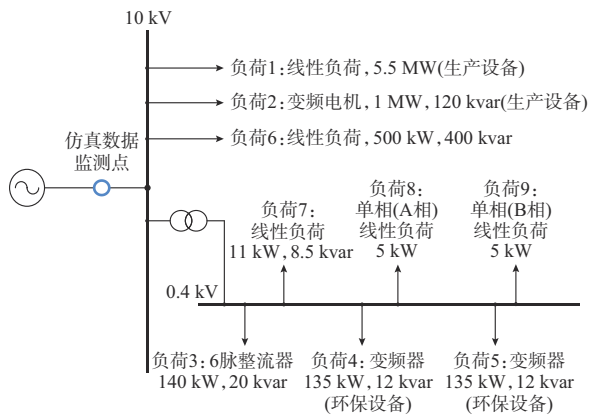 10 kV
负荷1:线性负荷,5.5 MW(生产设备)
负荷2:变频电机,1 MW,120 kvar(生产设备)
负荷6:线性负荷,500 kW,400 kvar
仿真数据
监测点
负荷7:
线性负荷
11 kW,8.5 kvar
负荷8:
单相(A相)
线性负荷
5 kW
负荷9:
单相(B相)
线性负荷
5 kW
0.4 kV
负荷3:6脉整流器
140 kW,20 kvar
负荷4:变频器
135 kW,12 kvar
(环保设备)
负荷5:变频器
135 kW,12 kvar
(环保设备)